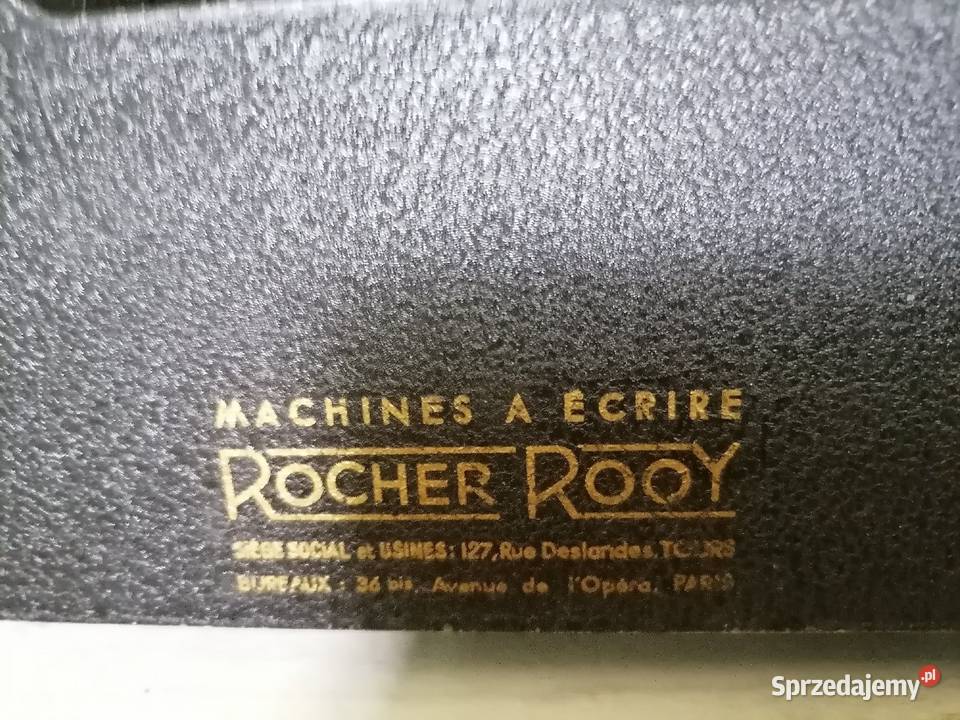 MACHINES A ÉCRIRE
ROCHER ROOY
SIÈGE SOCIAL et USINES: 127, Rue Deslandes, TOURS
BUREAUX : 36 bis, Avenue de l'Opéra, PARIS
Sprzedajemy.pl